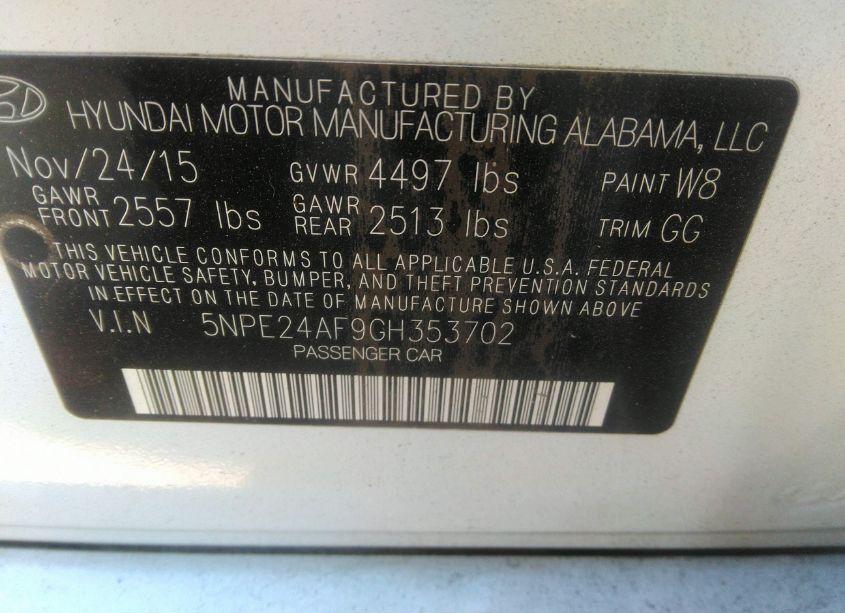 MANUFACTURED BY
HYUNDAI MOTOR MANUFACTURING ALABAMA, LLC
Nov/24/15 GVWR 4497 lbs PAINT W8
GAWR FRONT 2557 lbs GAWR REAR 2513 lbs TRIM GG
THIS VEHICLE CONFORMS TO ALL APPLICABLE U.S.A. FEDERAL
MOTOR VEHICLE SAFETY, BUMPER, AND THEFT PREVENTION STANDARDS
IN EFFECT ON THE DATE OF MANUFACTURE SHOWN ABOVE
V.I.N 5NPE24AF9GH353702
PASSENGER CAR